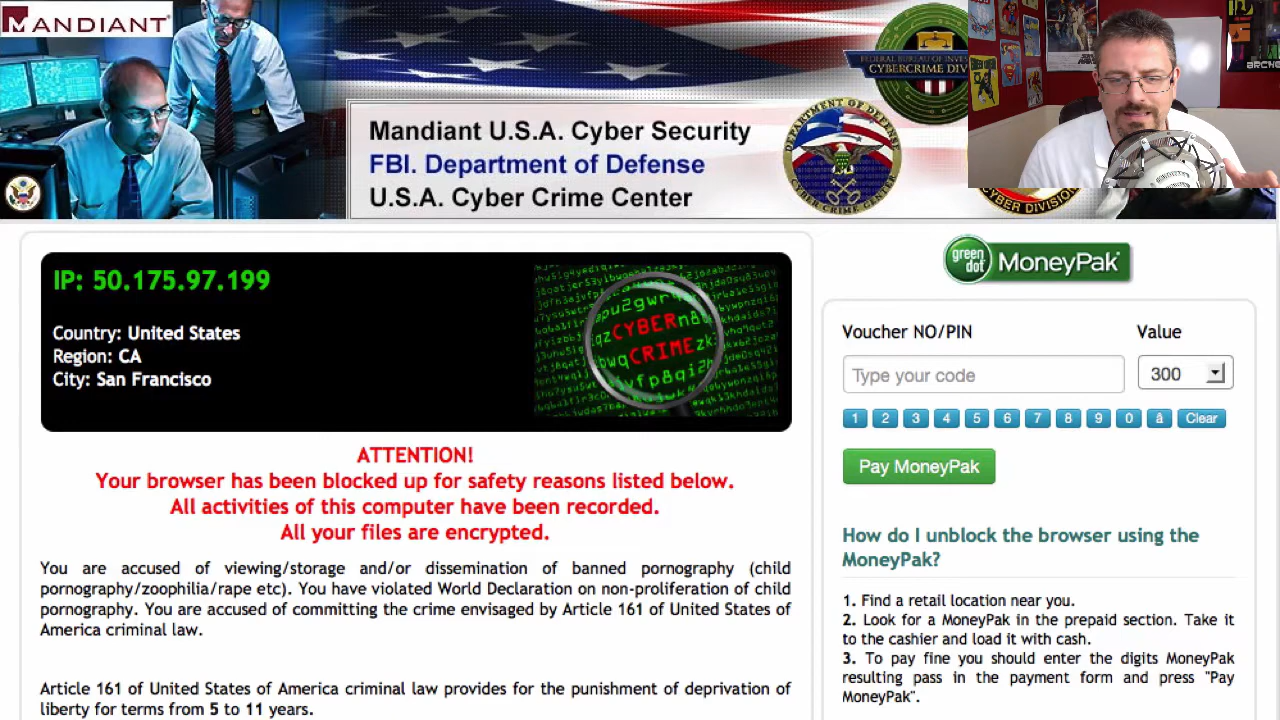 MANDIANT
Mandiant U.S.A. Cyber Security
FBI. Department of Defense
U.S.A. Cyber Crime Center
CYBERCRIME DIV
DEPARTMENT OF DEFENSE
CYBER DIVISION
IP: 50.175.97.199
Country: United States
Region: CA
City: San Francisco
CYBER
CRIME
ATTENTION!
Your browser has been blocked up for safety reasons listed below.
All activities of this computer have been recorded.
All your files are encrypted.
You are accused of viewing/storage and/or dissemination of banned pornography (child
pornography/zoophilia/rape etc). You have violated World Declaration on non-proliferation of child
pornography. You are accused of committing the crime envisaged by Article 161 of United States of
America criminal law.
Article 161 of United States of America criminal law provides for the punishment of deprivation of
liberty for terms from 5 to 11 years.
green dot MoneyPak
Voucher NO/PIN Value
Type your code 300
1 2 3 4 5 6 7 8 9 0 â Clear
Pay MoneyPak
How do I unblock the browser using the
MoneyPak?
1. Find a retail location near you.
2. Look for a MoneyPak in the prepaid section. Take it
to the cashier and load it with cash.
3. To pay fine you should enter the digits MoneyPak
resulting pass in the payment form and press "Pay
MoneyPak".